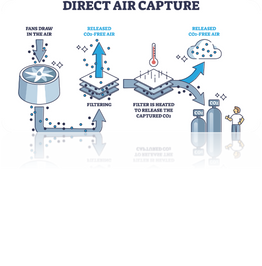 DIRECT AIR CAPTURE
FANS DRAW
IN THE AIR
RELEASED
CO₂-FREE AIR
RELEASED
CO₂-FREE AIR
FILTERING
FILTER IS HEATED
TO RELEASE THE
CAPTURED CO₂
CO₂
CO₂